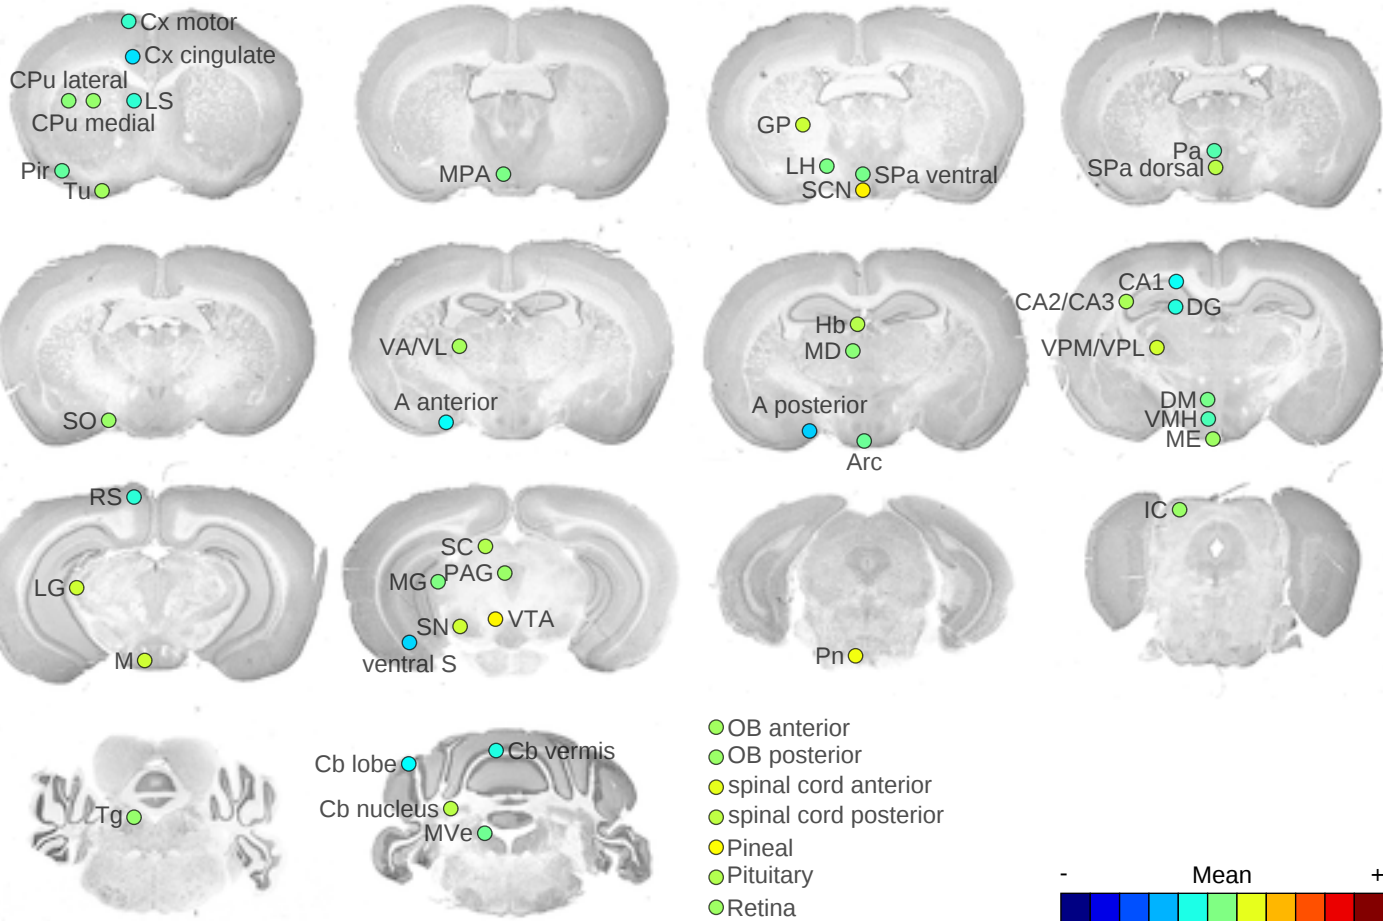 Cx motor
Cx cingulate
CPu lateral
LS
CPu medial
Pir
Tu
MPA
GP
LH
SPa ventral
SCN
Pa
SPa dorsal
SO
VA/VL
A anterior
Hb
MD
A posterior
Arc
CA1
CA2/CA3
DG
VPM/VPL
DM
VMH
ME
RS
LG
M
SC
PAG
MG
VTA
SN
ventral S
Pn
IC
Tg
Cb vermis
Cb lobe
Cb nucleus
MVe
OB anterior
OB posterior
spinal cord anterior
spinal cord posterior
Pineal
Pituitary
Retina
- Mean +